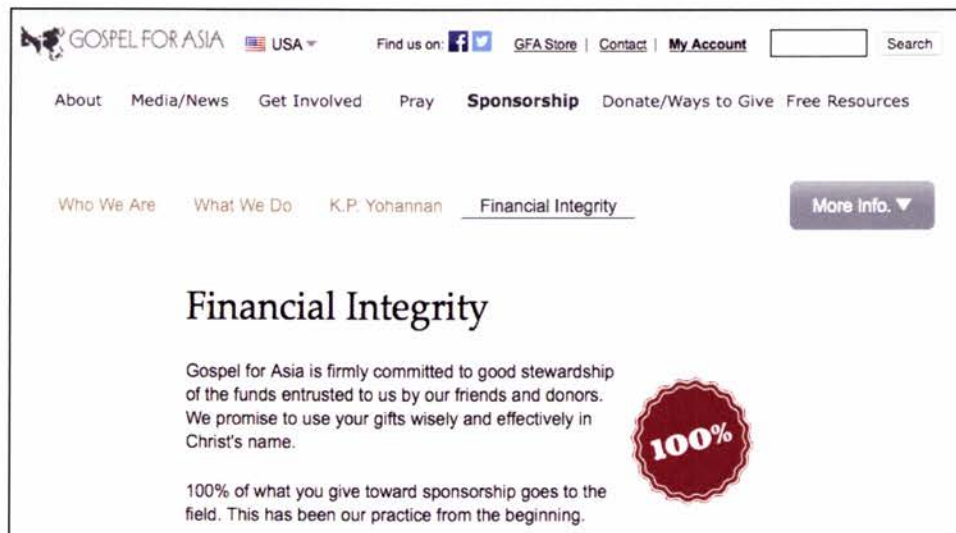 GOSPEL FOR ASIA USA Find us on: GFA Store | Contact | My Account Search
About Media/News Get Involved Pray Sponsorship Donate/Ways to Give Free Resources
Who We Are What We Do K.P. Yohannan Financial Integrity More Info. ▼
Financial Integrity
Gospel for Asia is firmly committed to good stewardship
of the funds entrusted to us by our friends and donors.
We promise to use your gifts wisely and effectively in
Christ's name.
100%
100% of what you give toward sponsorship goes to the
field. This has been our practice from the beginning.